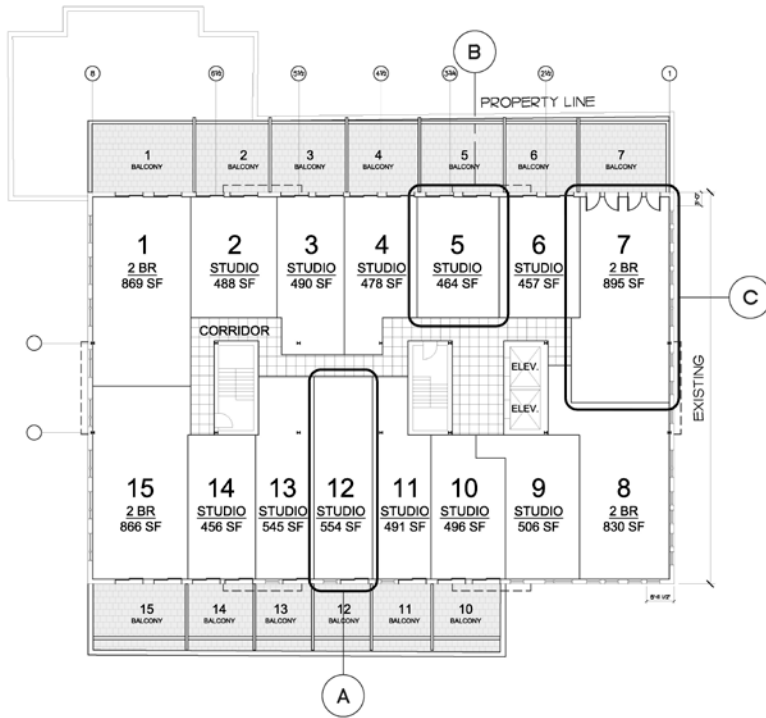 B
8
6½
5½
4½
3¾
2½
1
PROPERTY LINE
1
BALCONY
2
BALCONY
3
BALCONY
4
BALCONY
5
BALCONY
6
BALCONY
7
BALCONY
1
2 BR
869 SF
2
STUDIO
488 SF
3
STUDIO
490 SF
4
STUDIO
478 SF
5
STUDIO
464 SF
6
STUDIO
457 SF
7
2 BR
895 SF
C
CORRIDOR
ELEV.
ELEV.
EXISTING
15
2 BR
866 SF
14
STUDIO
456 SF
13
STUDIO
545 SF
12
STUDIO
554 SF
11
STUDIO
491 SF
10
STUDIO
496 SF
9
STUDIO
506 SF
8
2 BR
830 SF
15
BALCONY
14
BALCONY
13
BALCONY
12
BALCONY
11
BALCONY
10
BALCONY
A